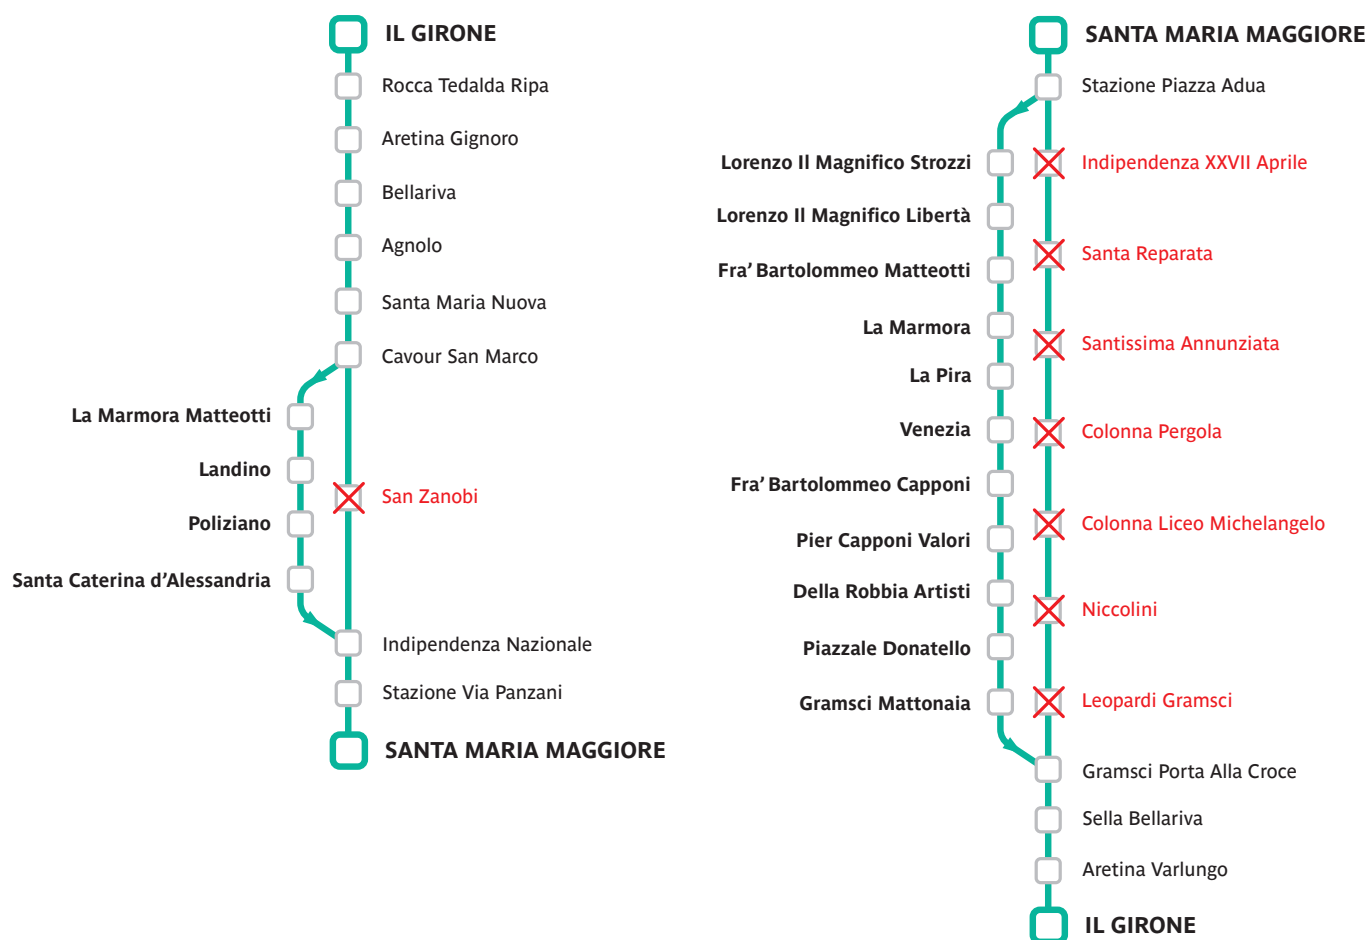 IL GIRONE
Rocca Tedalda Ripa
Aretina Gignoro
Bellariva
Agnolo
Santa Maria Nuova
Cavour San Marco
La Marmora Matteotti
Landino
Poliziano
Santa Caterina d'Alessandria
San Zanobi
Indipendenza Nazionale
Stazione Via Panzani
SANTA MARIA MAGGIORE
SANTA MARIA MAGGIORE
Stazione Piazza Adua
Lorenzo Il Magnifico Strozzi
Lorenzo Il Magnifico Libertà
Fra' Bartolommeo Matteotti
La Marmora
La Pira
Venezia
Fra' Bartolommeo Capponi
Pier Capponi Valori
Della Robbia Artisti
Piazzale Donatello
Gramsci Mattonaia
Indipendenza XXVII Aprile
Santa Reparata
Santissima Annunziata
Colonna Pergola
Colonna Liceo Michelangelo
Niccolini
Leopardi Gramsci
Gramsci Porta Alla Croce
Sella Bellariva
Aretina Varlungo
IL GIRONE